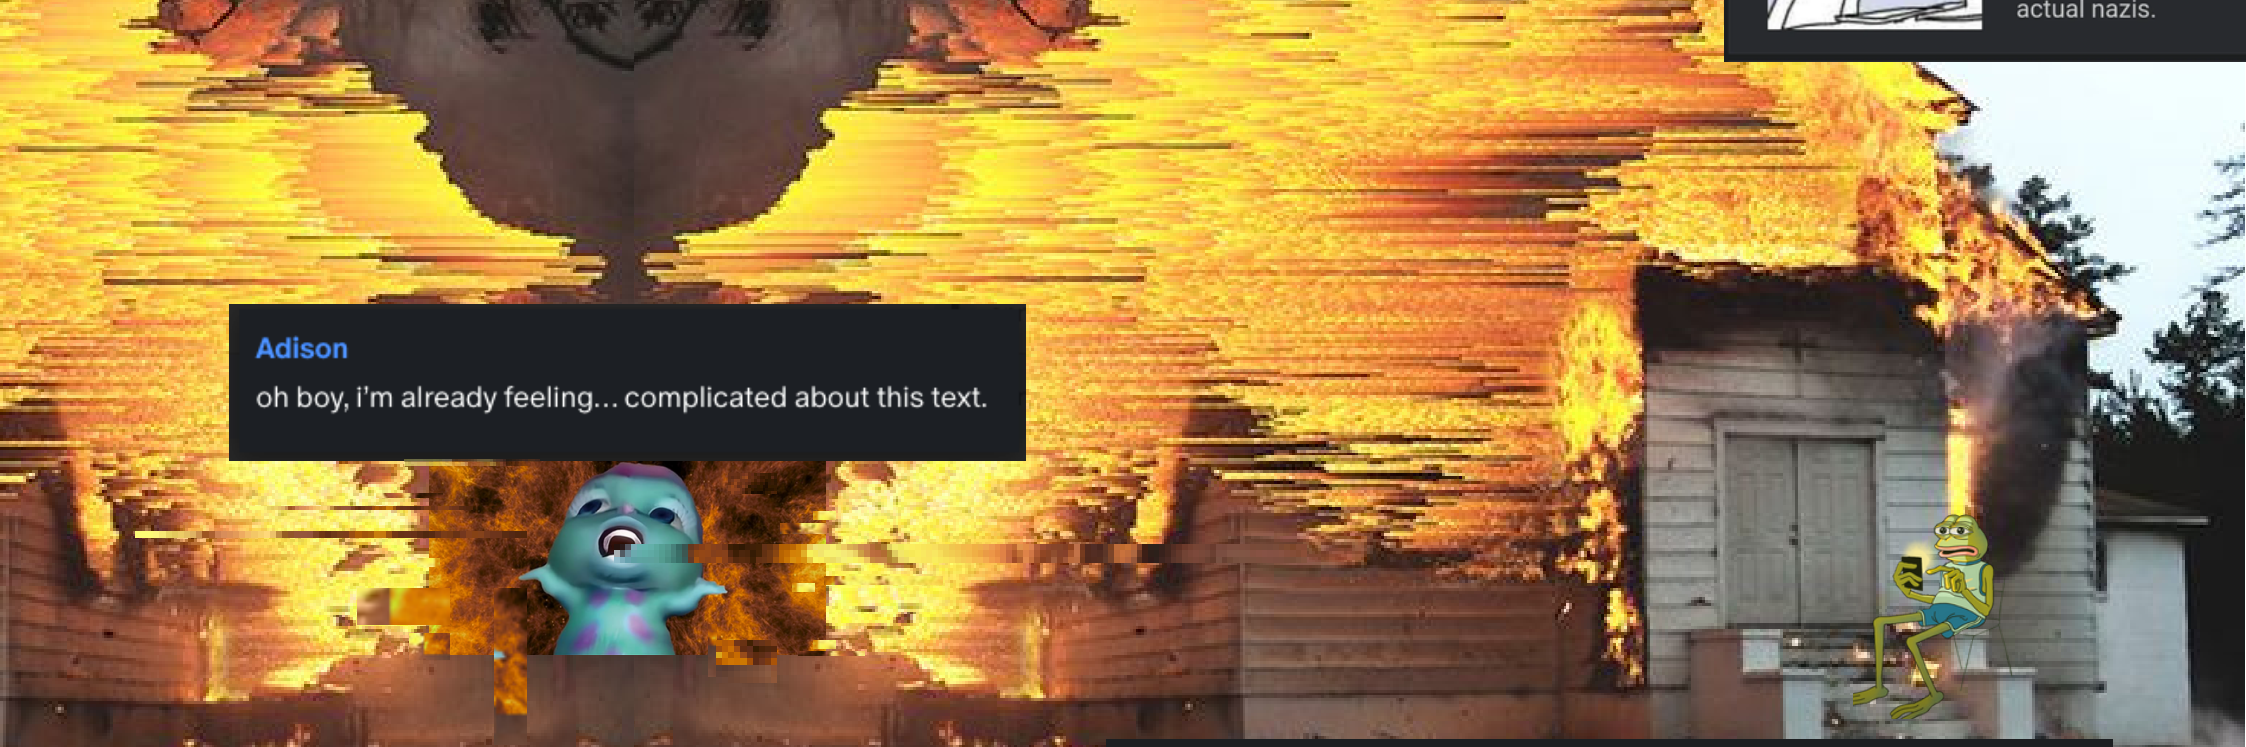 actual nazis.
Adison
oh boy, i’m already feeling... complicated about this text.